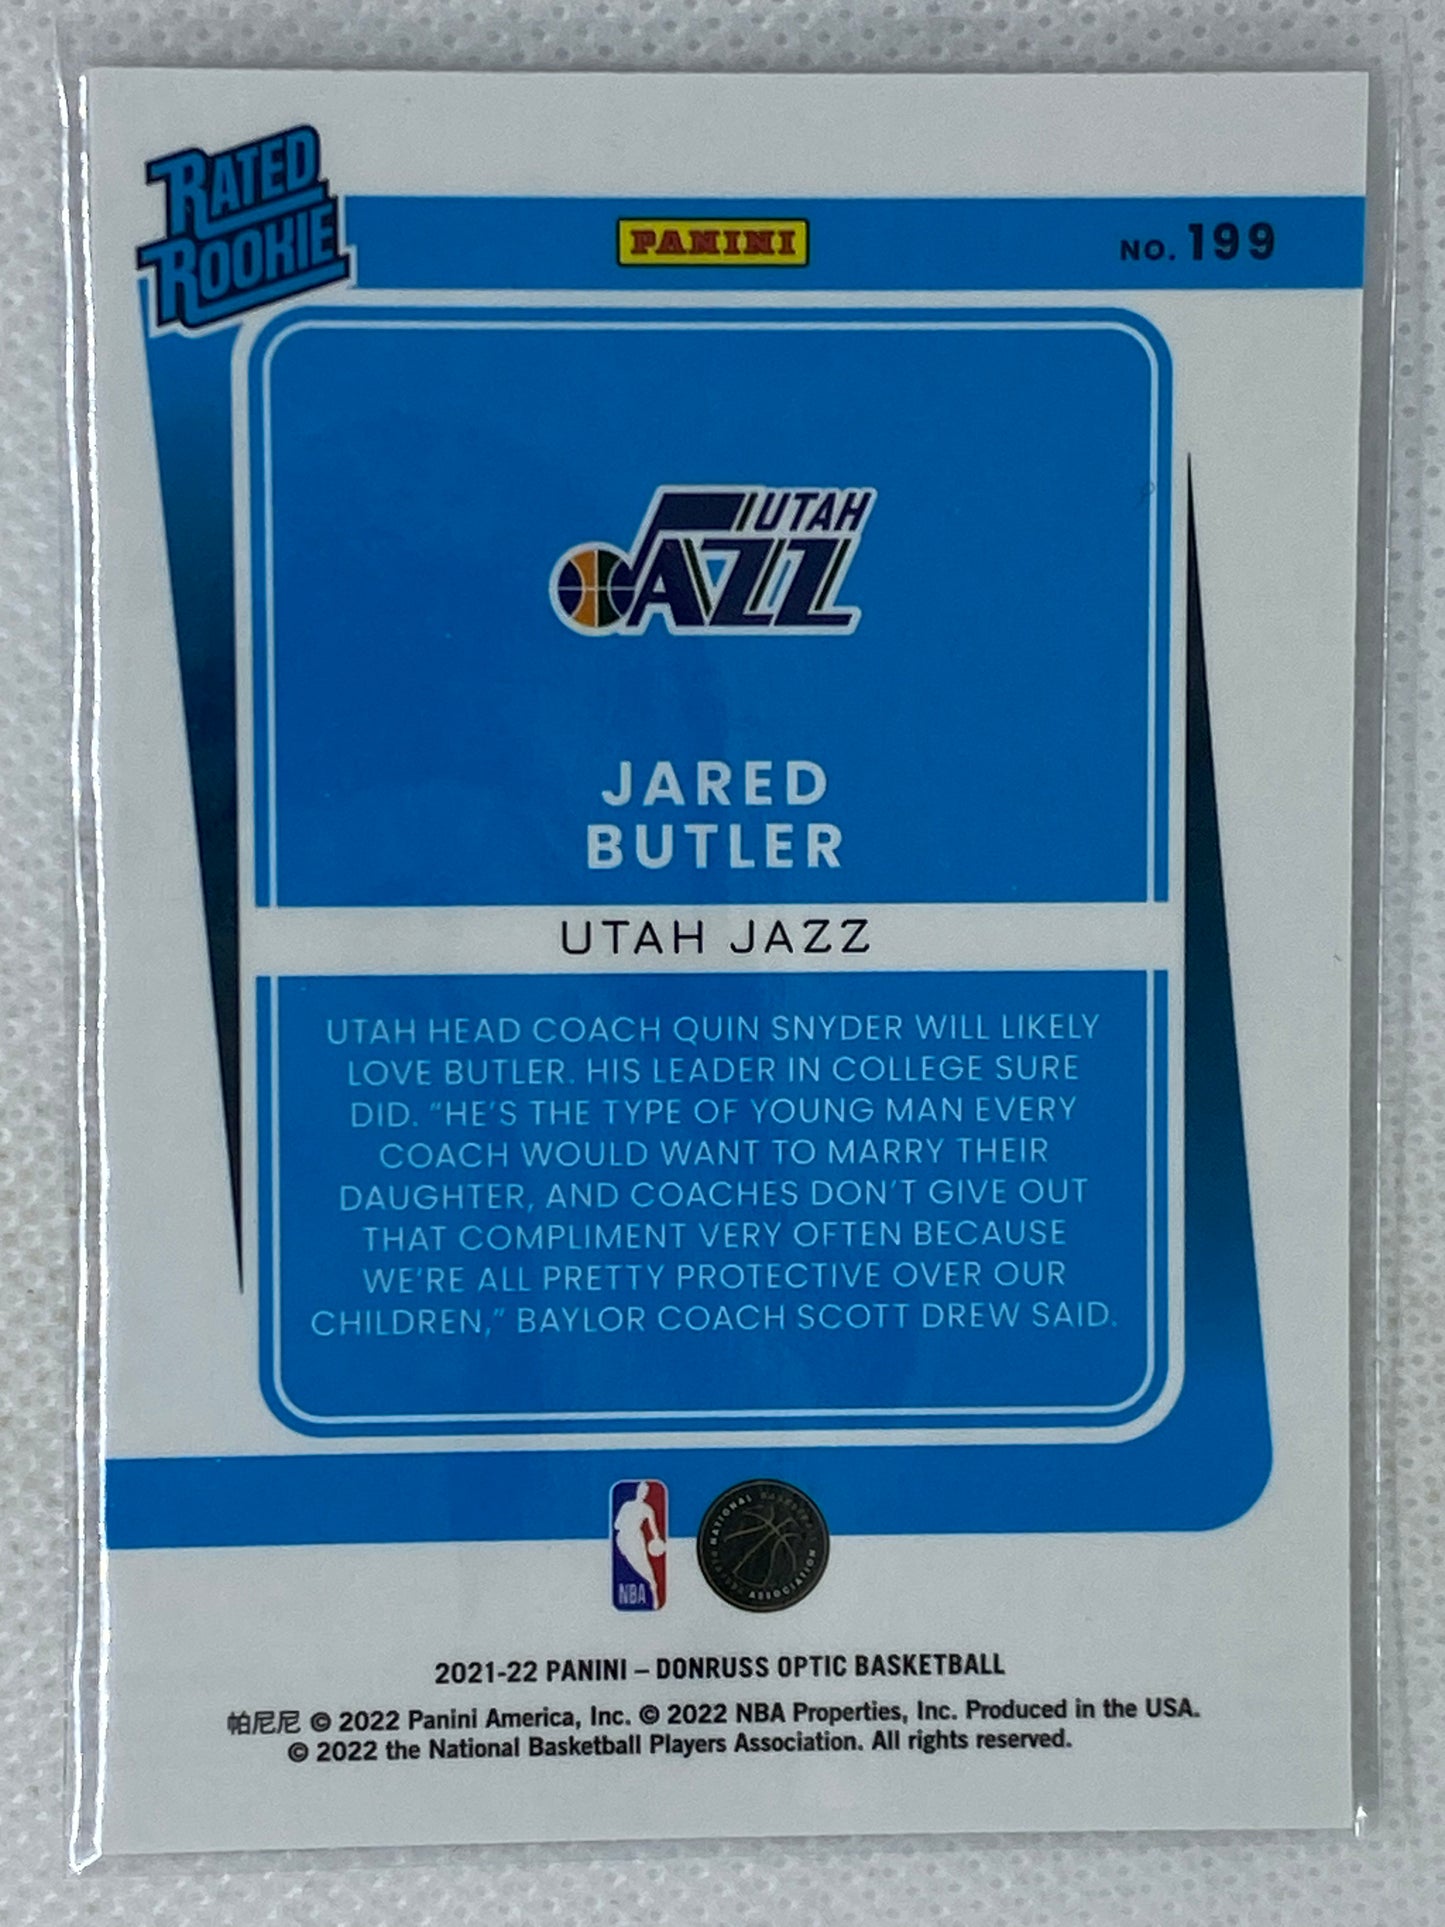 RATED
ROOKIE
PANINI
NO. 199
UTAH
JAZZ
JARED
BUTLER
UTAH JAZZ
UTAH HEAD COACH QUIN SNYDER WILL LIKELY
LOVE BUTLER. HIS LEADER IN COLLEGE SURE
DID. “HE’S THE TYPE OF YOUNG MAN EVERY
COACH WOULD WANT TO MARRY THEIR
DAUGHTER, AND COACHES DON’T GIVE OUT
THAT COMPLIMENT VERY OFTEN BECAUSE
WE’RE ALL PRETTY PROTECTIVE OVER OUR
CHILDREN,” BAYLOR COACH SCOTT DREW SAID.
NBA
NATIONAL BASKETBALL PLAYERS ASSOCIATION
2021-22 PANINI – DONRUSS OPTIC BASKETBALL
帕尼尼 © 2022 Panini America, Inc. © 2022 NBA Properties, Inc. Produced in the USA.
© 2022 the National Basketball Players Association. All rights reserved.